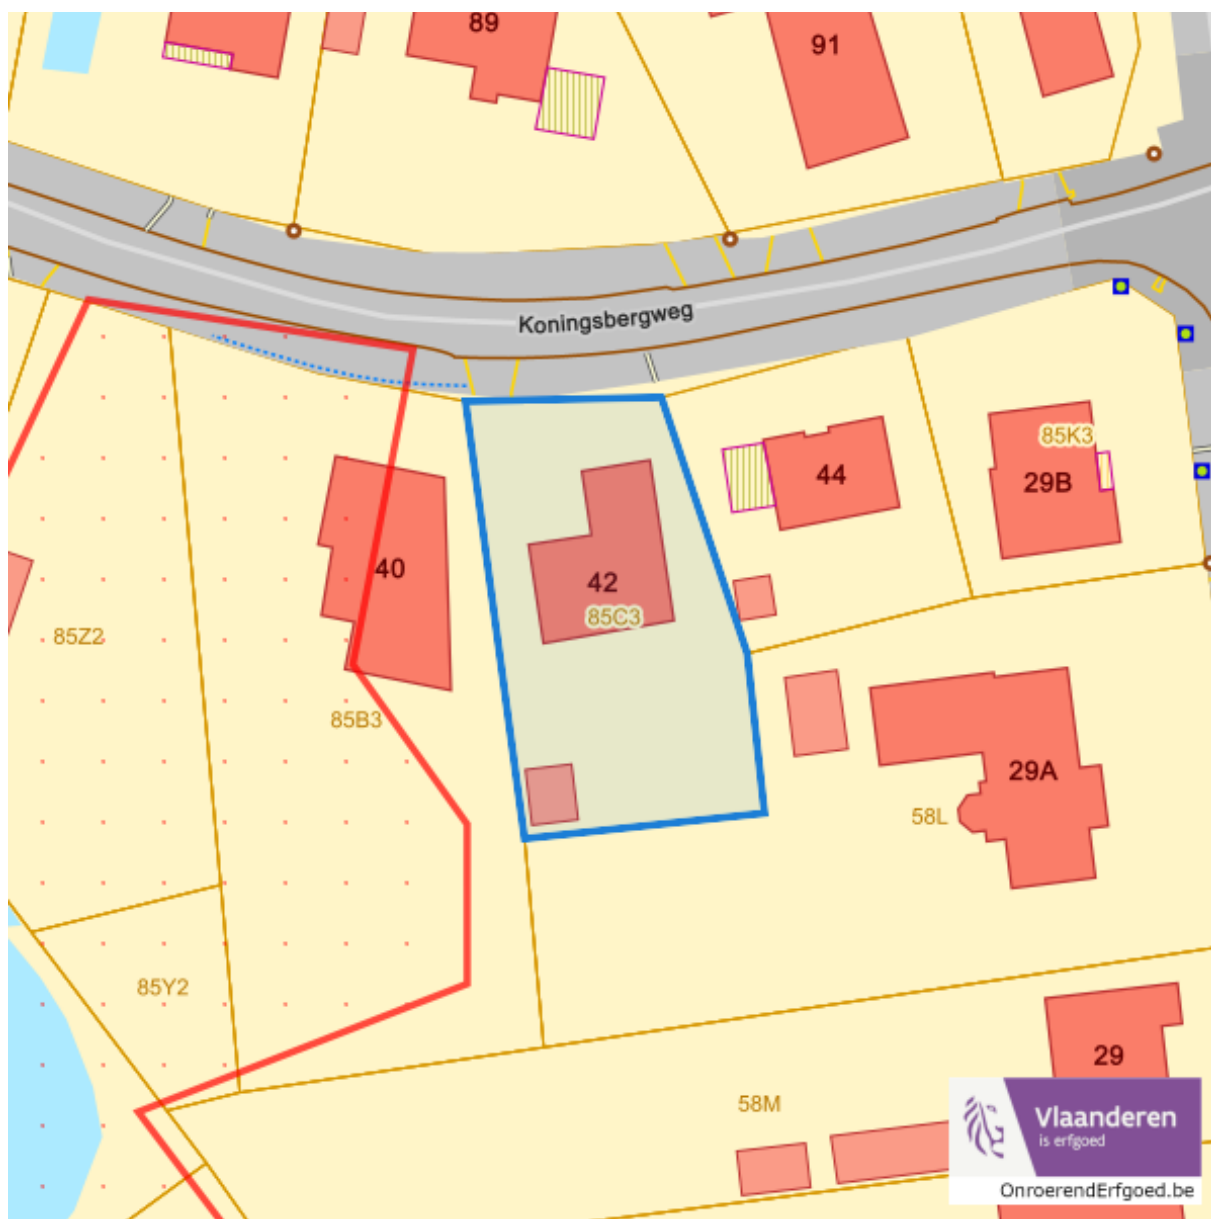 89
91
Koningsbergweg
85K3
44
29B
40
42
85C3
85Z2
85B3
29A
58L
85Y2
29
58M
Vlaanderen
is erfgoed
OnroerendErfgoed.be